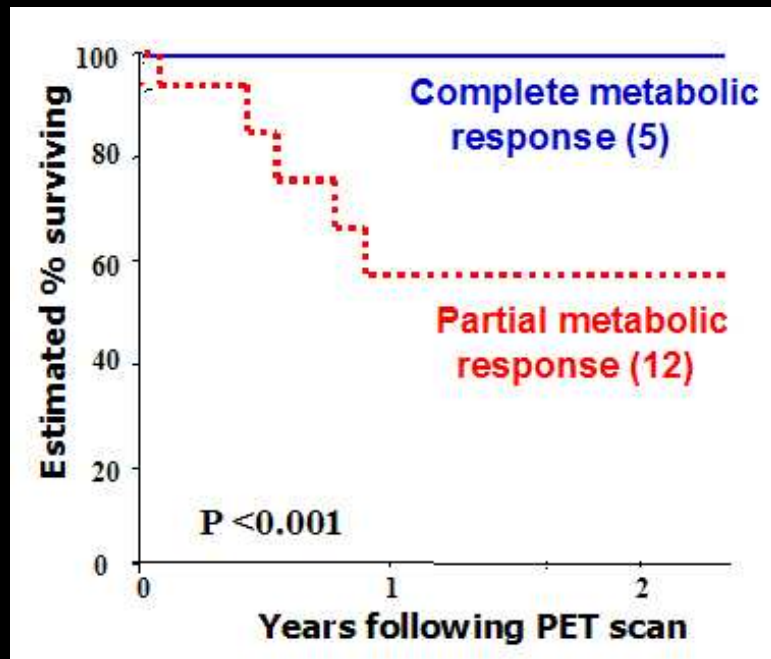 Estimated % surviving
100
80
60
40
20
0
Complete metabolic
response (5)
Partial metabolic
response (12)
P <0.001
0 1 2
Years following PET scan